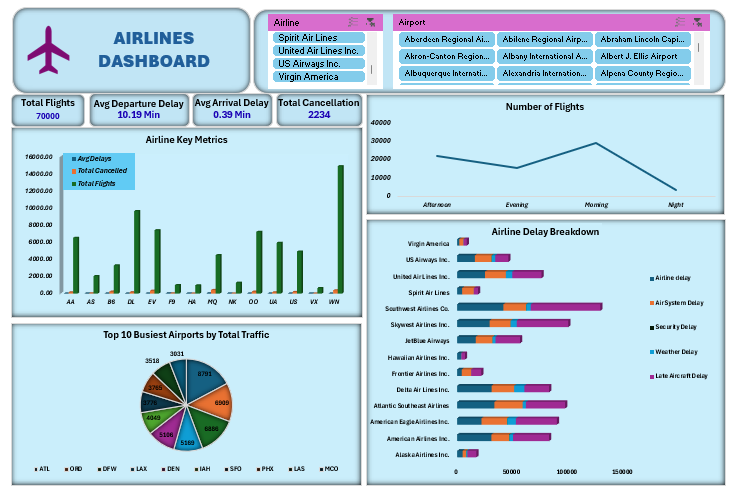 AIRLINES
DASHBOARD
Airline
Spirit Air Lines
United Air Lines Inc.
US Airways Inc.
Virgin America
Airport
Aberdeen Regional Ai...
Abilene Regional Airp...
Abraham Lincoln Capi...
Akron-Canton Region...
Albany International A...
Albert J. Ellis Airport
Albuquerque Internati...
Alexandria Internation...
Alpena County Regio...
Total Flights
70000
Avg Departure Delay
10.19 Min
Avg Arrival Delay
0.39 Min
Total Cancellation
2234
Airline Key Metrics
16000.00
14000.00
12000.00
10000.00
8000.00
6000.00
4000.00
2000.00
0.00
Avg Delays
Total Cancelled
Total Flights
AA AS B6 DL EV F9 HA MQ NK OO UA US VX WN
Number of Flights
40000
30000
20000
10000
0
Afternoon Evening Morning Night
Top 10 Busiest Airports by Total Traffic
8791
6909
6886
5169
5106
4049
3776
3765
3518
3031
ATL ORD DFW LAX DEN IAH SFO PHX LAS MCO
Airline Delay Breakdown
Virgin America
US Airways Inc.
United Air Lines Inc.
Spirit Air Lines
Southwest Airlines Co.
Skywest Airlines Inc.
JetBlue Airways
Hawaiian Airlines Inc.
Frontier Airlines Inc.
Delta Air Lines Inc.
Atlantic Southeast Airlines
American Eagle Airlines Inc.
American Airlines Inc.
Alaska Airlines Inc.
0 50000 100000 150000
Airline delay
Air System Delay
Security Delay
Weather Delay
Late Aircraft Delay